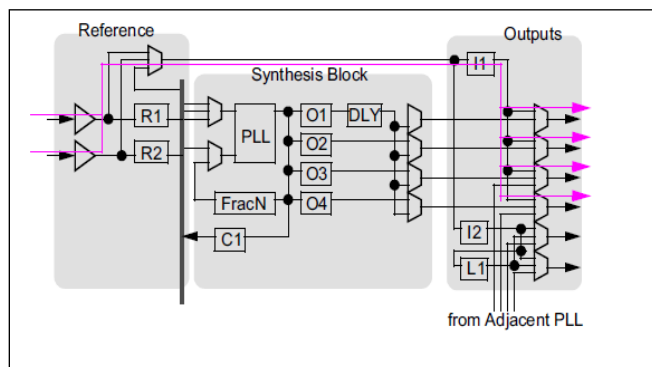 Reference
Outputs
Synthesis Block
I1
R1
PLL
O1
DLY
R2
O2
O3
FracN
O4
C1
I2
L1
from Adjacent PLL